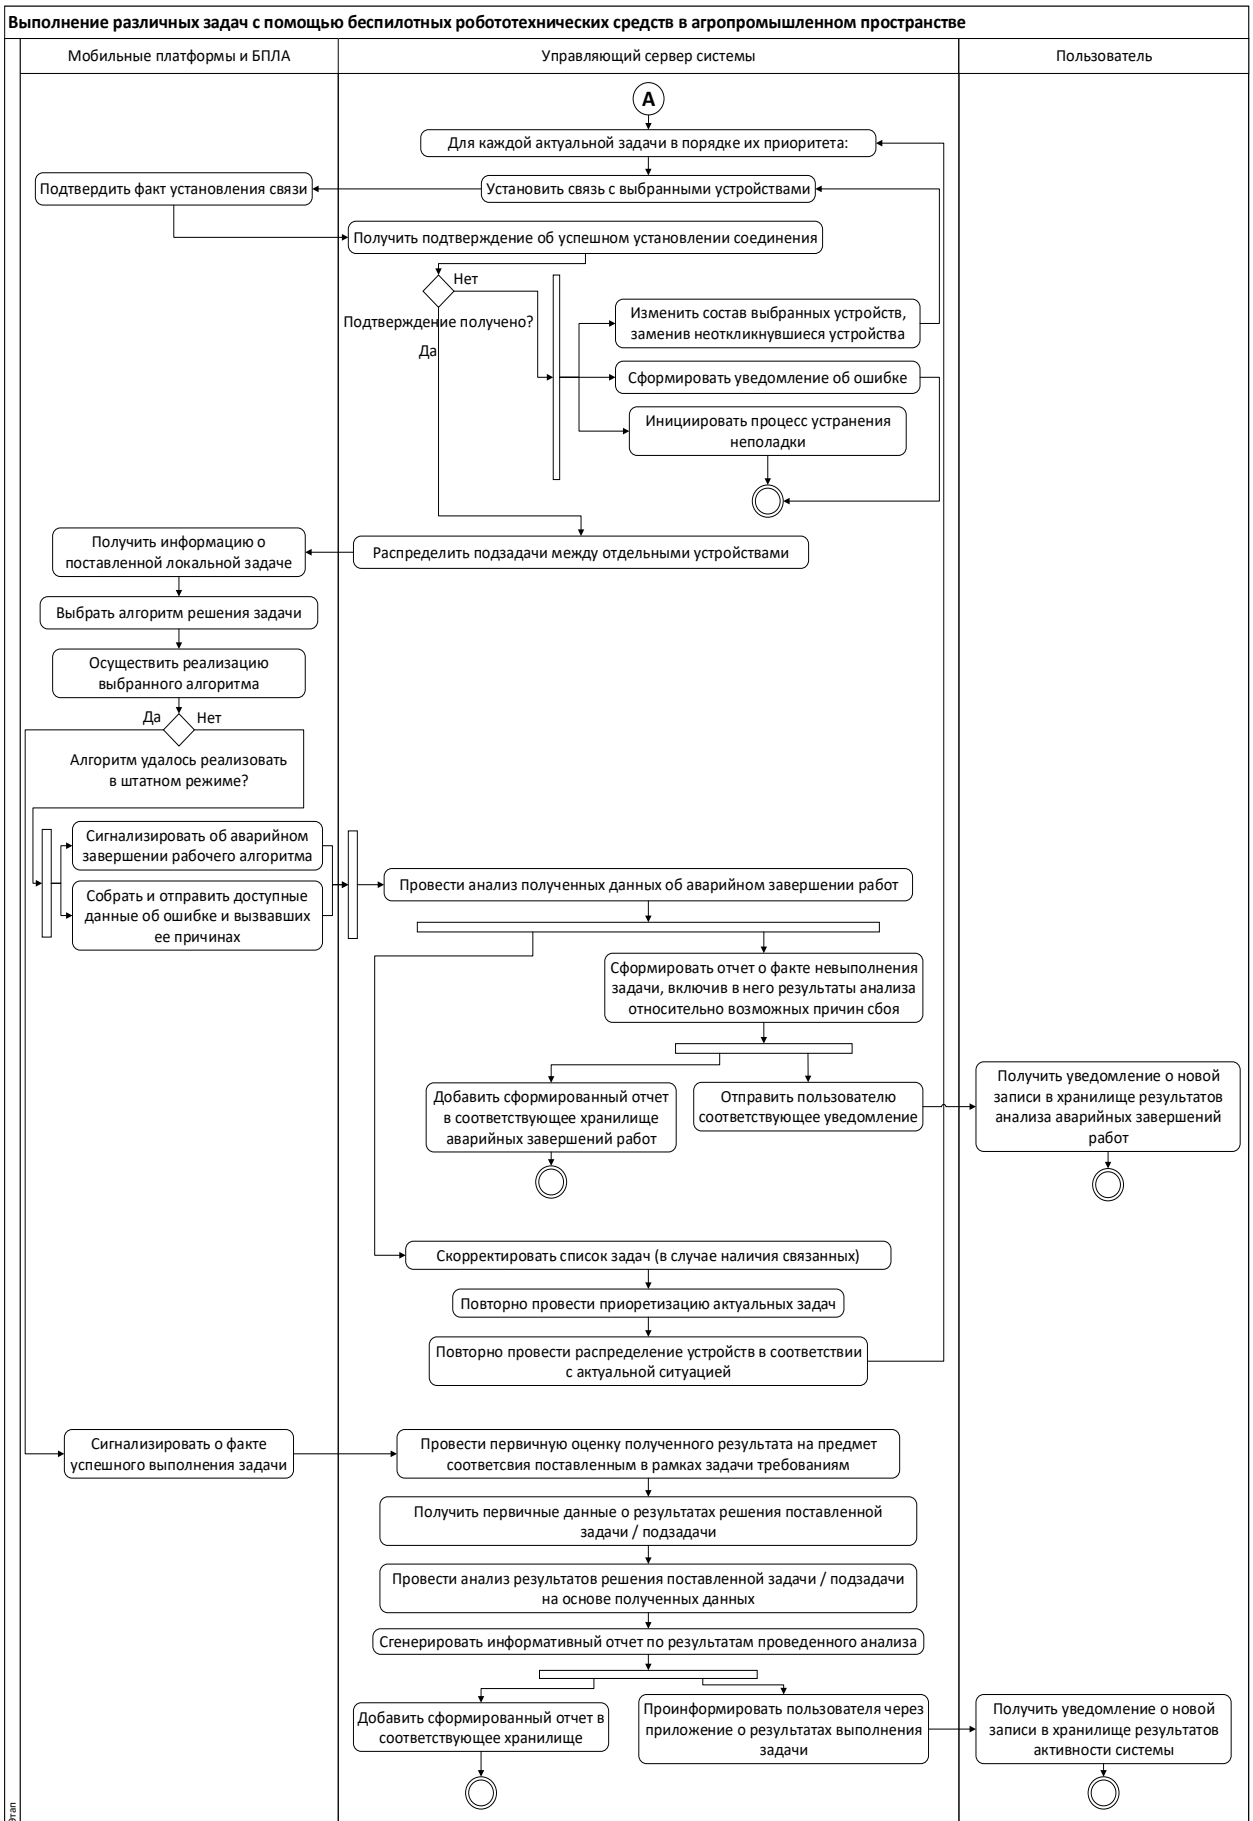 Выполнение различных задач с помощью беспилотных робототехнических средств в агропромышленном пространстве
Мобильные платформы и БПЛА
Управляющий сервер системы
Пользователь
А
Для каждой актуальной задачи в порядке их приоритета:
Подтвердить факт установления связи
Установить связь с выбранными устройствами
Получить подтверждение об успешном установлении соединения
Нет
Подтверждение получено?
Да
Изменить состав выбранных устройств,
заменив неоткликнувшиеся устройства
Сформировать уведомление об ошибке
Инициировать процесс устранения
неполадки
Получить информацию о
поставленной локальной задаче
Распределить подзадачи между отдельными устройствами
Выбрать алгоритм решения задачи
Осуществить реализацию
выбранного алгоритма
Да
Нет
Алгоритм удалось реализовать
в штатном режиме?
Сигнализировать об аварийном
завершении рабочего алгоритма
Собрать и отправить доступные
данные об ошибке и вызвавших
ее причинах
Провести анализ полученных данных об аварийном завершении работ
Сформировать отчет о факте невыполнения
задачи, включив в него результаты анализа
относительно возможных причин сбоя
Добавить сформированный отчет
в соответствующее хранилище
аварийных завершений работ
Отправить пользователю
соответствующее уведомление
Получить уведомление о новой
записи в хранилище результатов
анализа аварийных завершений
работ
Скорректировать список задач (в случае наличия связанных)
Повторно провести приоретизацию актуальных задач
Повторно провести распределение устройств в соответствии
с актуальной ситуацией
Сигнализировать о факте
успешного выполнения задачи
Провести первичную оценку полученного результата на предмет
соответсвия поставленным в рамках задачи требованиям
Получить первичные данные о результатах решения поставленной
задачи / подзадачи
Провести анализ результатов решения поставленной задачи / подзадачи
на основе полученных данных
Сгенерировать информативный отчет по результатам проведенного анализа
Добавить сформированный отчет в
соответствующее хранилище
Проинформировать пользователя через
приложение о результатах выполнения
задачи
Получить уведомление о новой
записи в хранилище результатов
активности системы
Этап